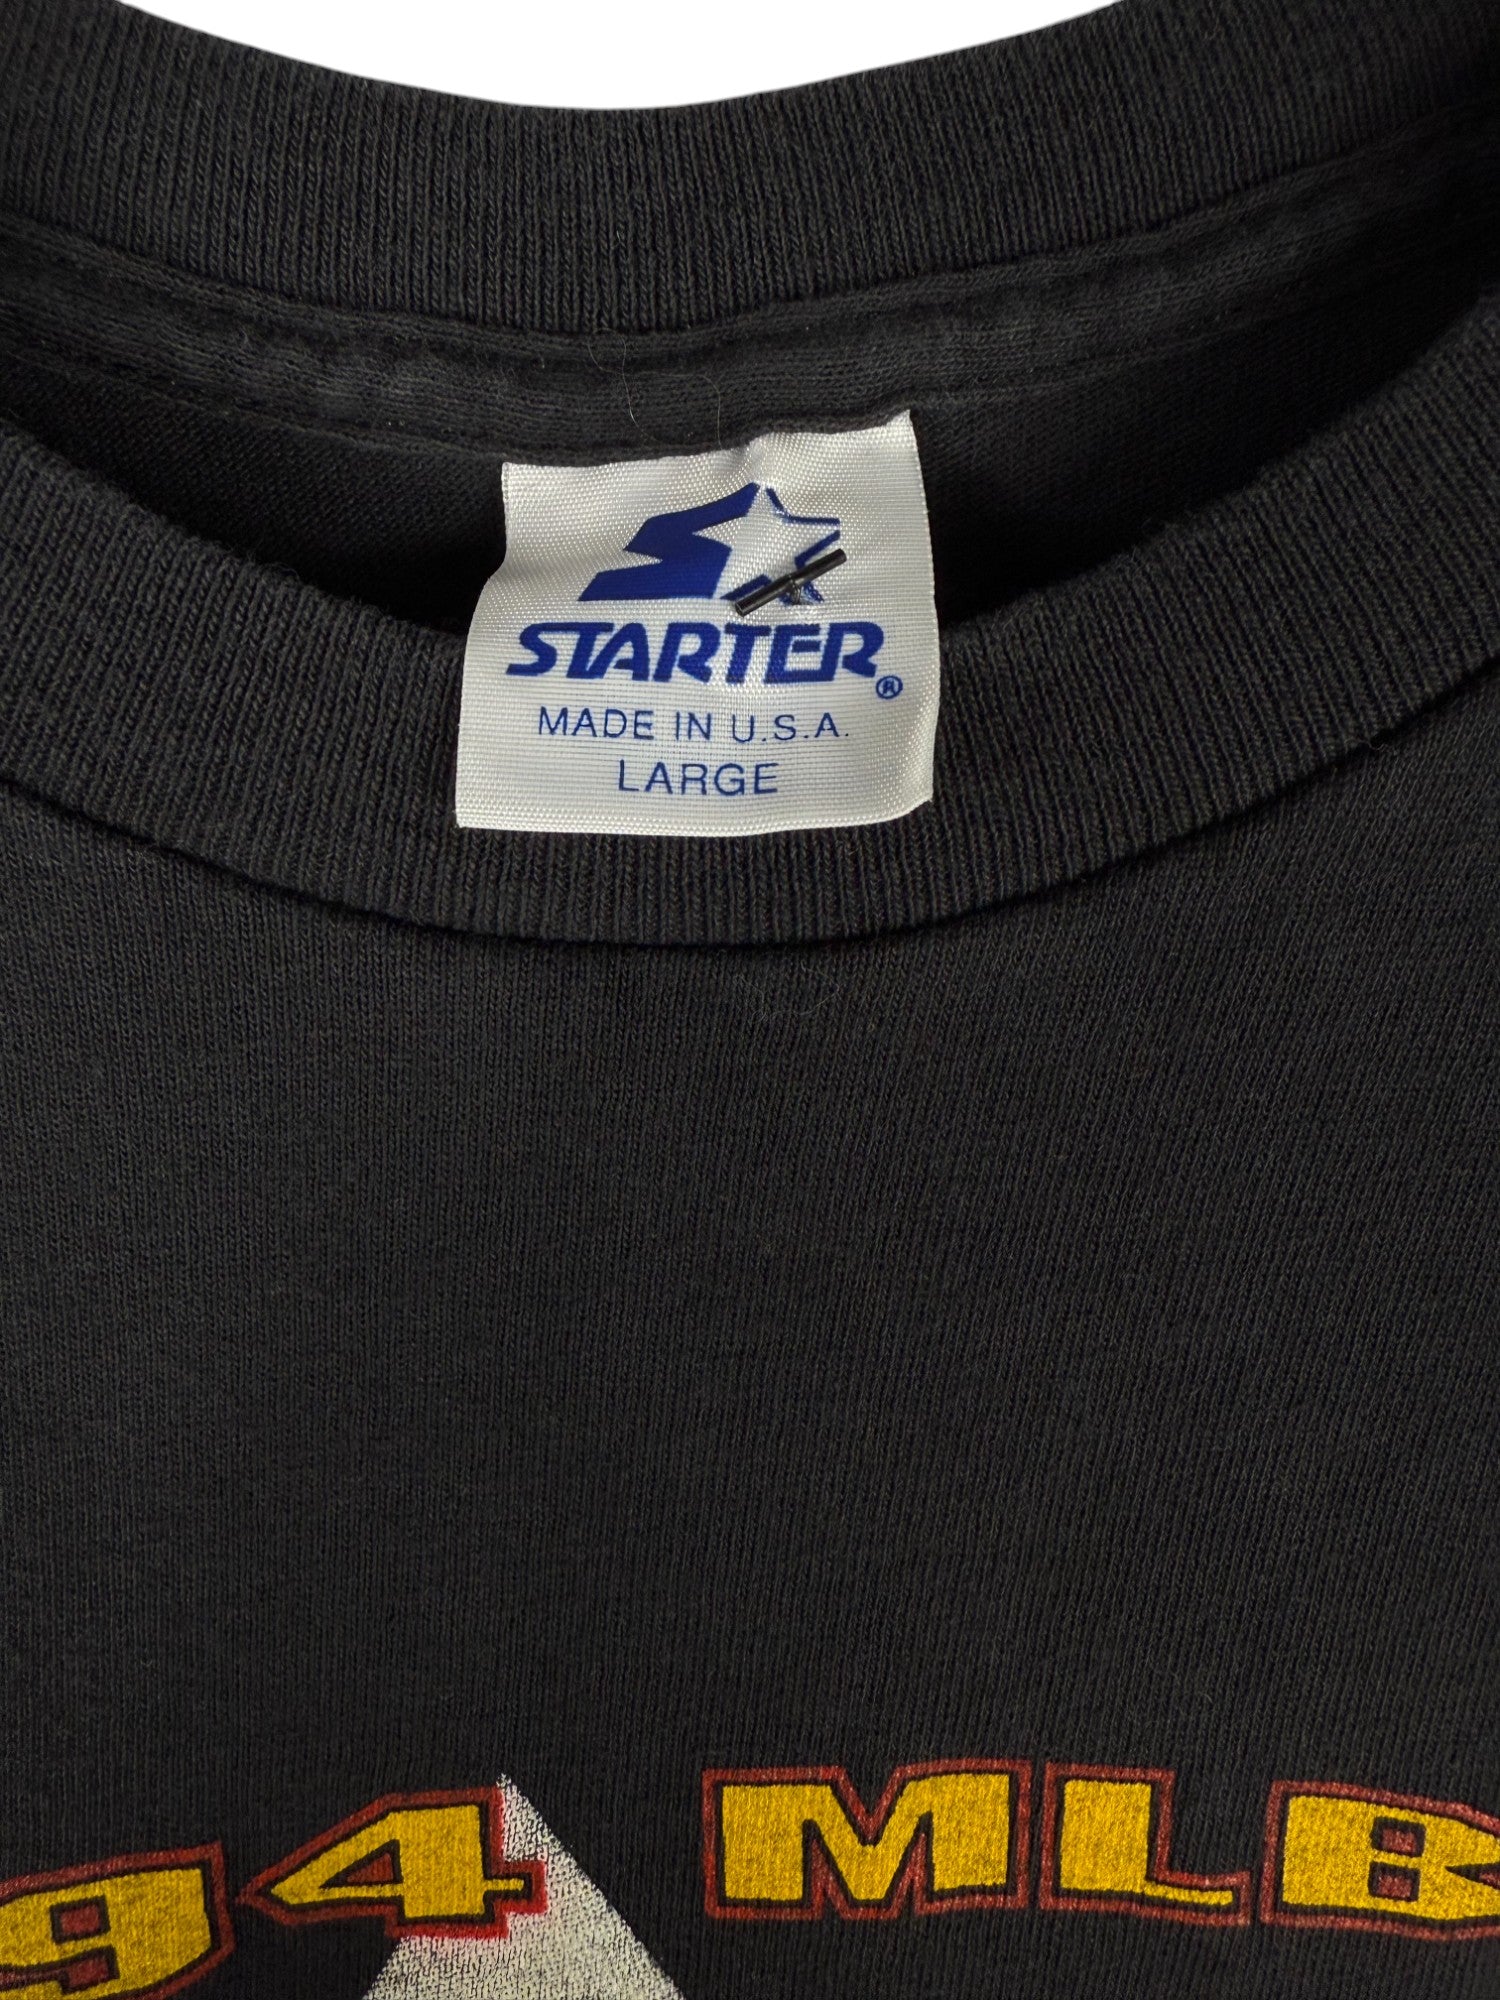 STARTER®
MADE IN U.S.A.
LARGE
94 MLB